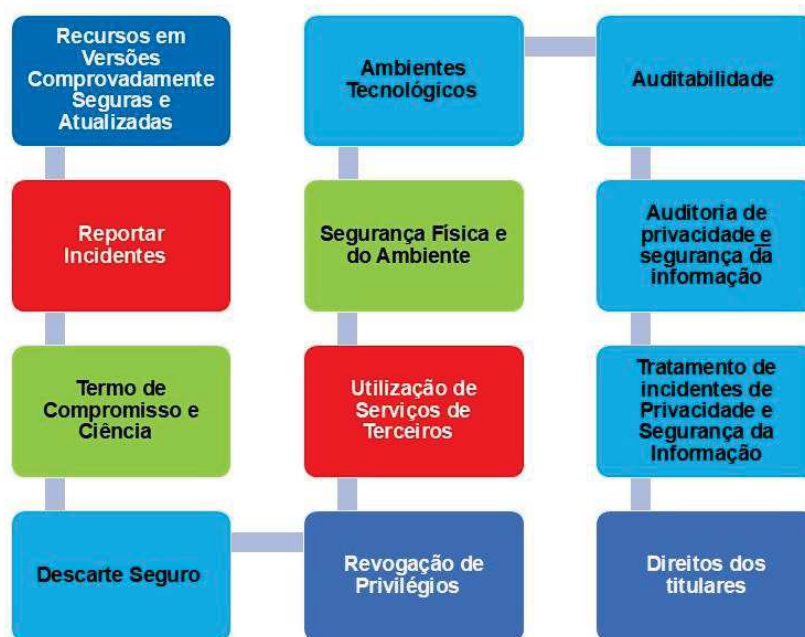 Recursos em
Versões
Comprovadamente
Seguras e
Atualizadas
Reportar
Incidentes
Termo de
Compromisso e
Ciência
Descarte Seguro
Revogação de
Privilégios
Utilização de
Serviços de
Terceiros
Segurança Física e
do Ambiente
Ambientes
Tecnológicos
Auditabilidade
Auditoria de
privacidade e
segurança da
informação
Tratamento de
incidentes de
Privacidade e
Segurança da
Informação
Direitos dos
titulares